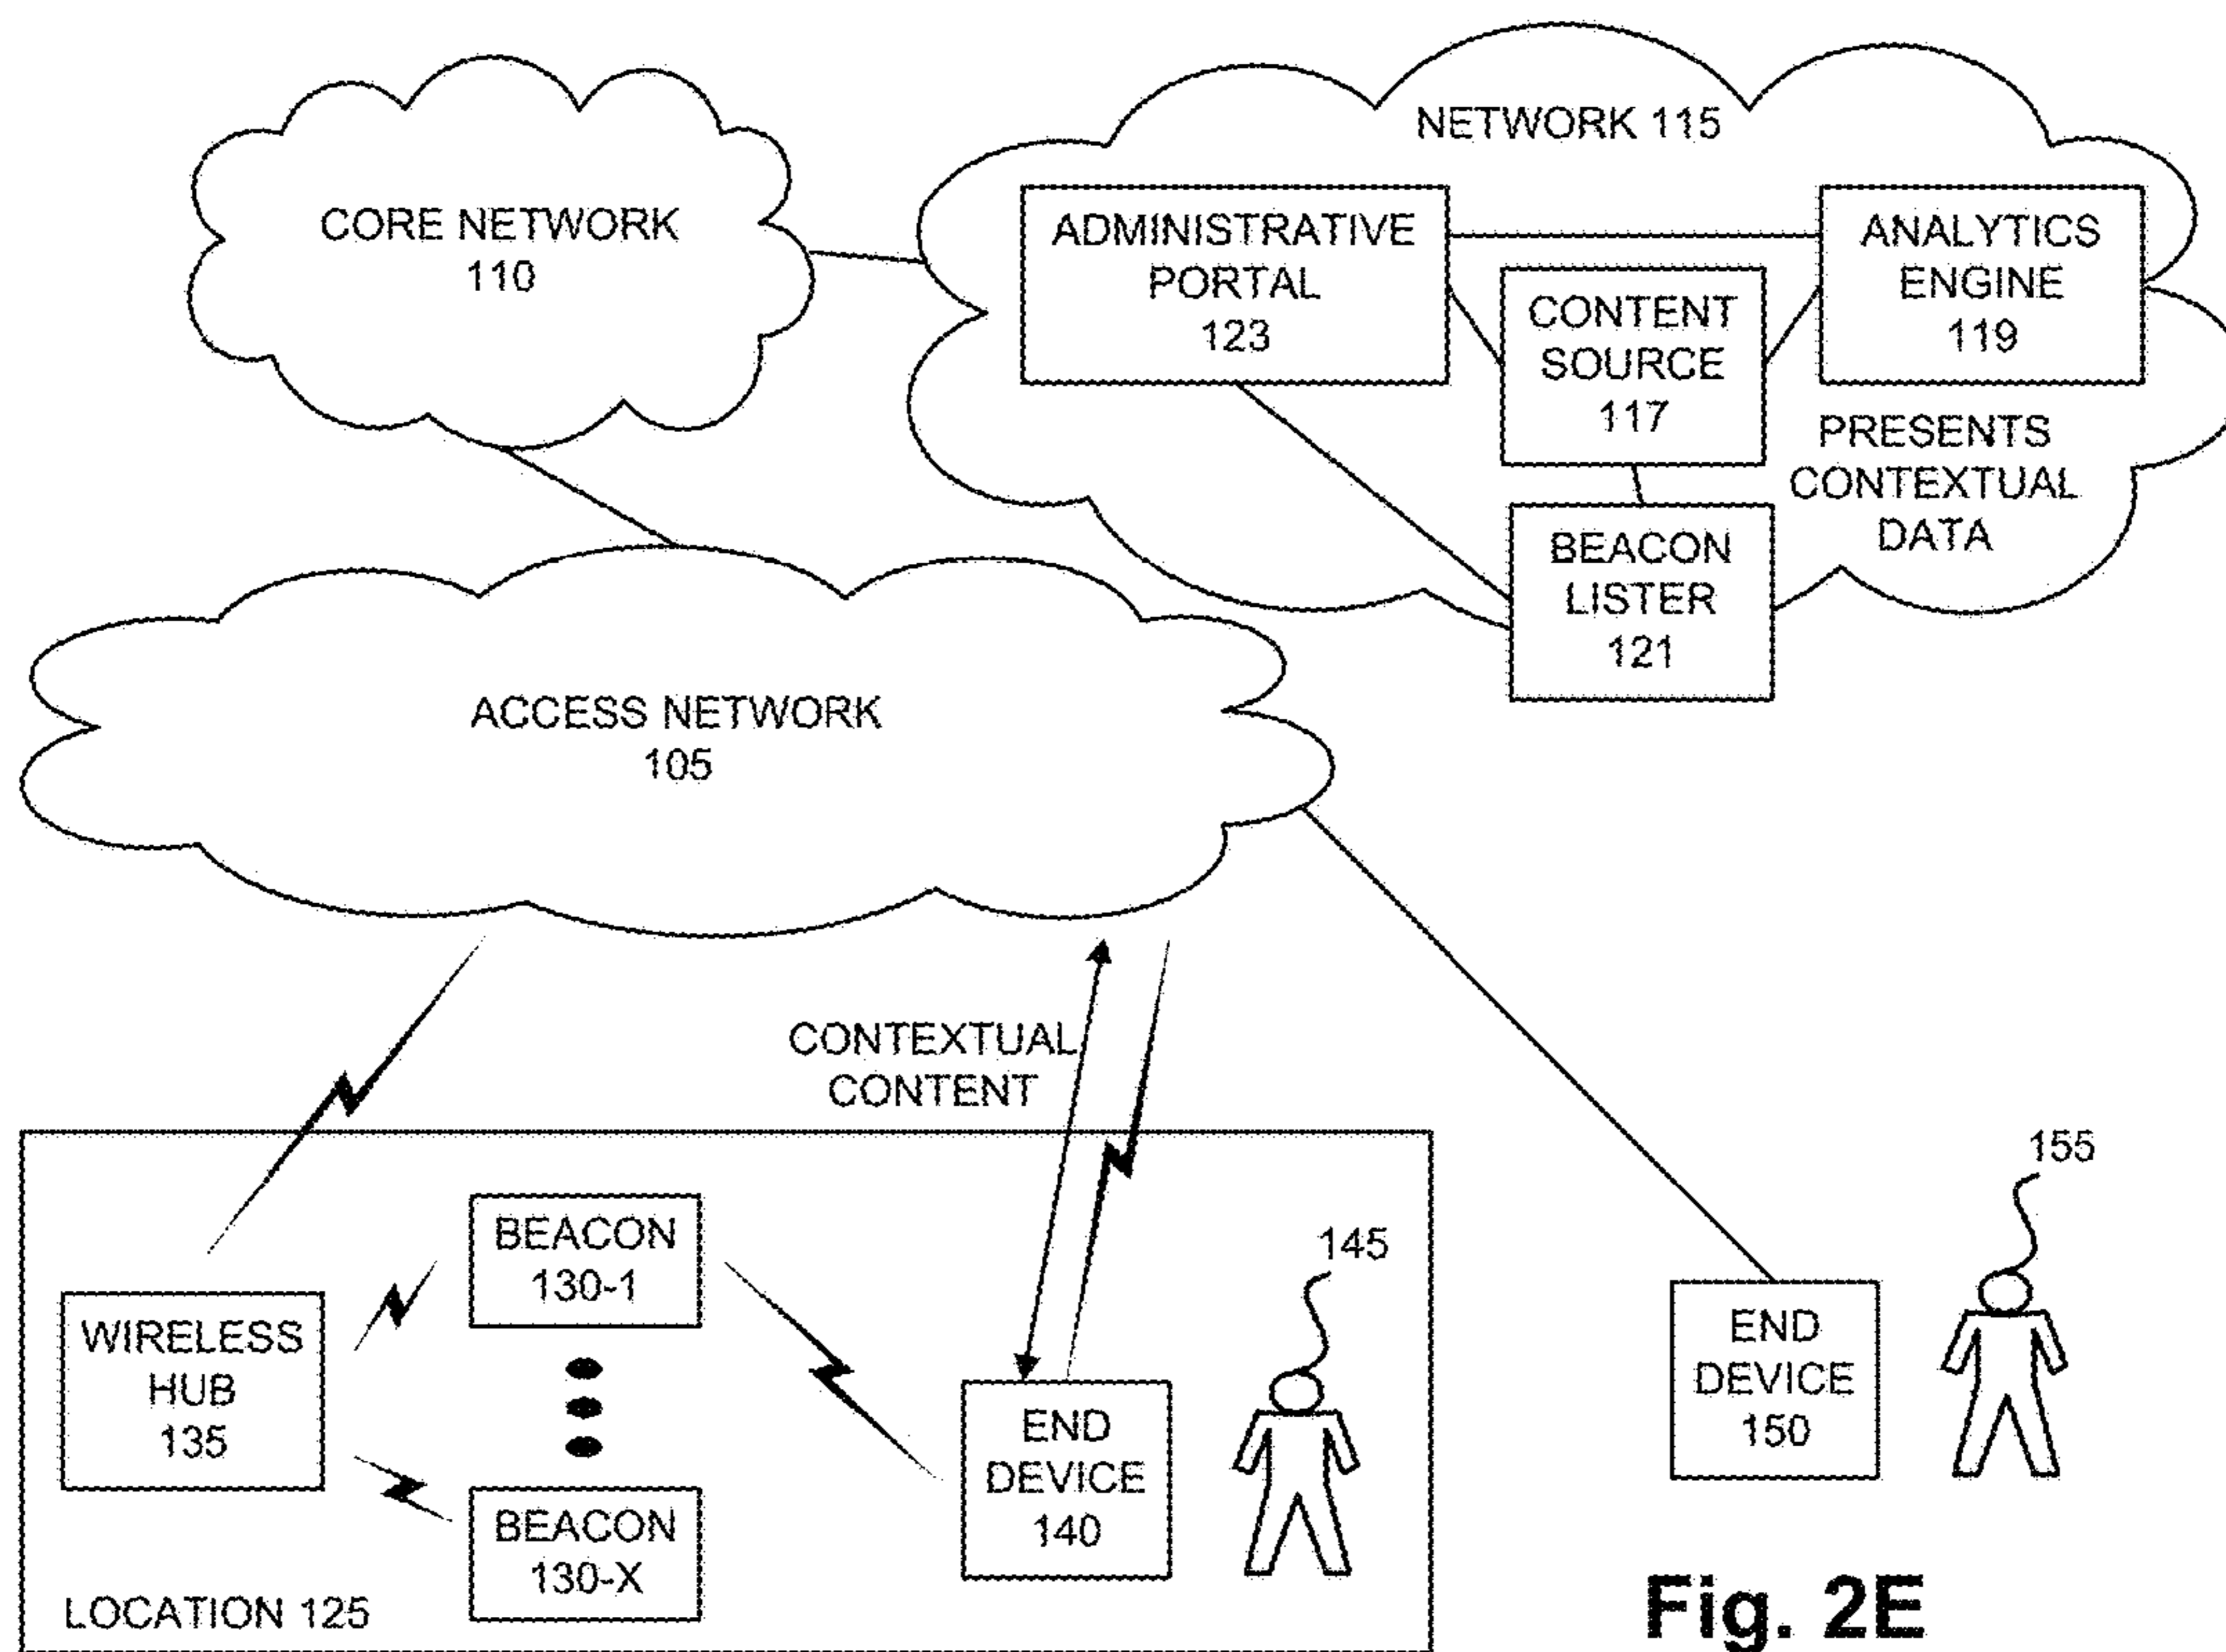 NETWORK 115
CORE NETWORK
110
ADMINISTRATIVE
PORTAL
123
CONTENT
SOURCE
117
ANALYTICS
ENGINE
119
PRESENTS
CONTEXTUAL
DATA
BEACON
LISTER
121
ACCESS NETWORK
105
CONTEXTUAL
CONTENT
155
145
BEACON
130-1
WIRELESS
HUB
135
END
DEVICE
140
END
DEVICE
150
BEACON
130-X
LOCATION 125
Fig. 2E